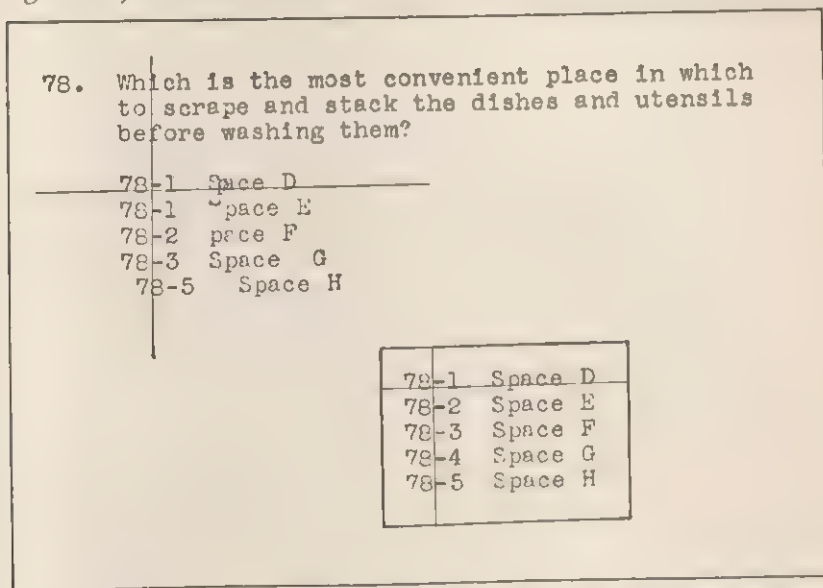 78. Which is the most convenient place in which
to scrape and stack the dishes and utensils
before washing them?
78-1 Space D
78-1 Space E
78-2 pace F
78-3 Space G
78-5 Space H
78-1 Space D
78-2 Space E
78-3 Space F
78-4 Space G
78-5 Space H